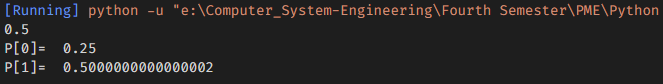 [Running] python -u "e:\Computer_System-Engineering\Fourth Semester\PME\Python
0.5
P[0]=  0.25
P[1]=  0.5000000000000002